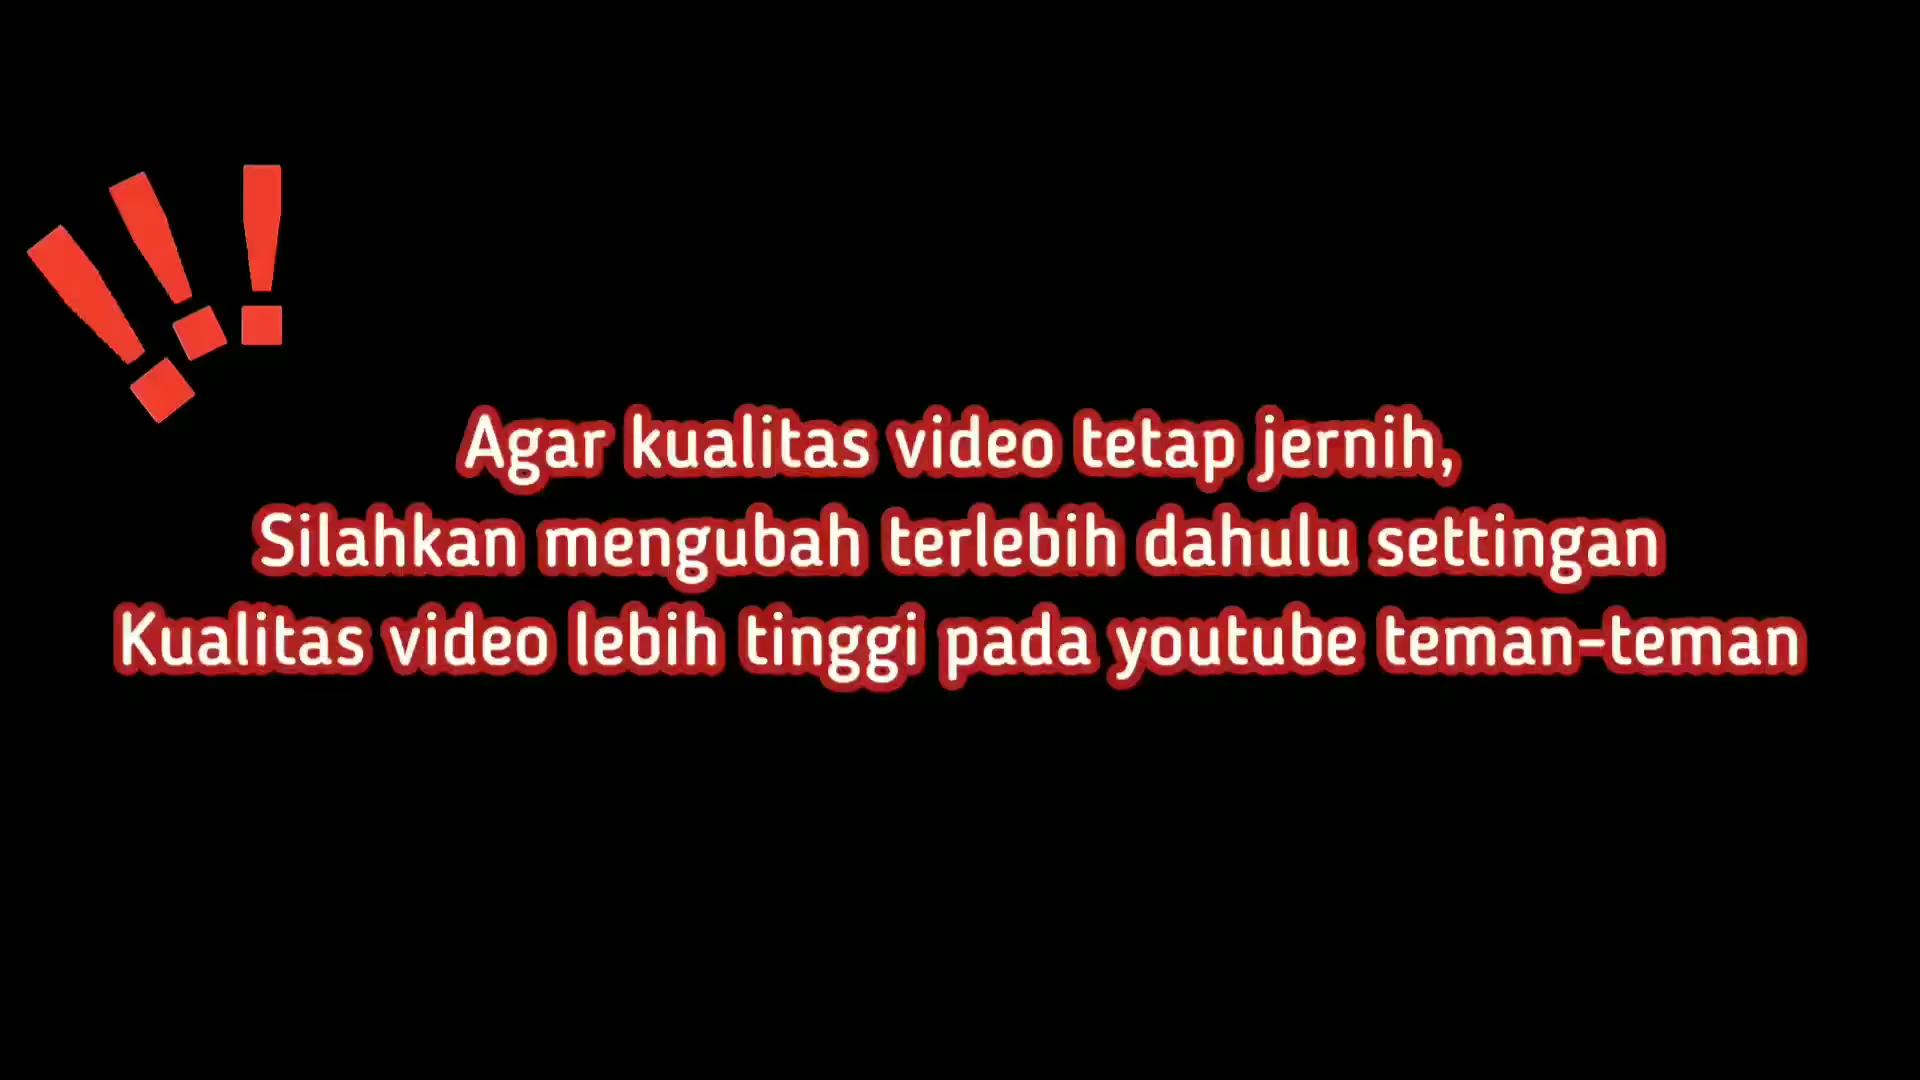 Agar kualitas video tetap jernih,
Silahkan mengubah terlebih dahulu settingan
Kualitas video lebih tinggi pada youtube teman-teman